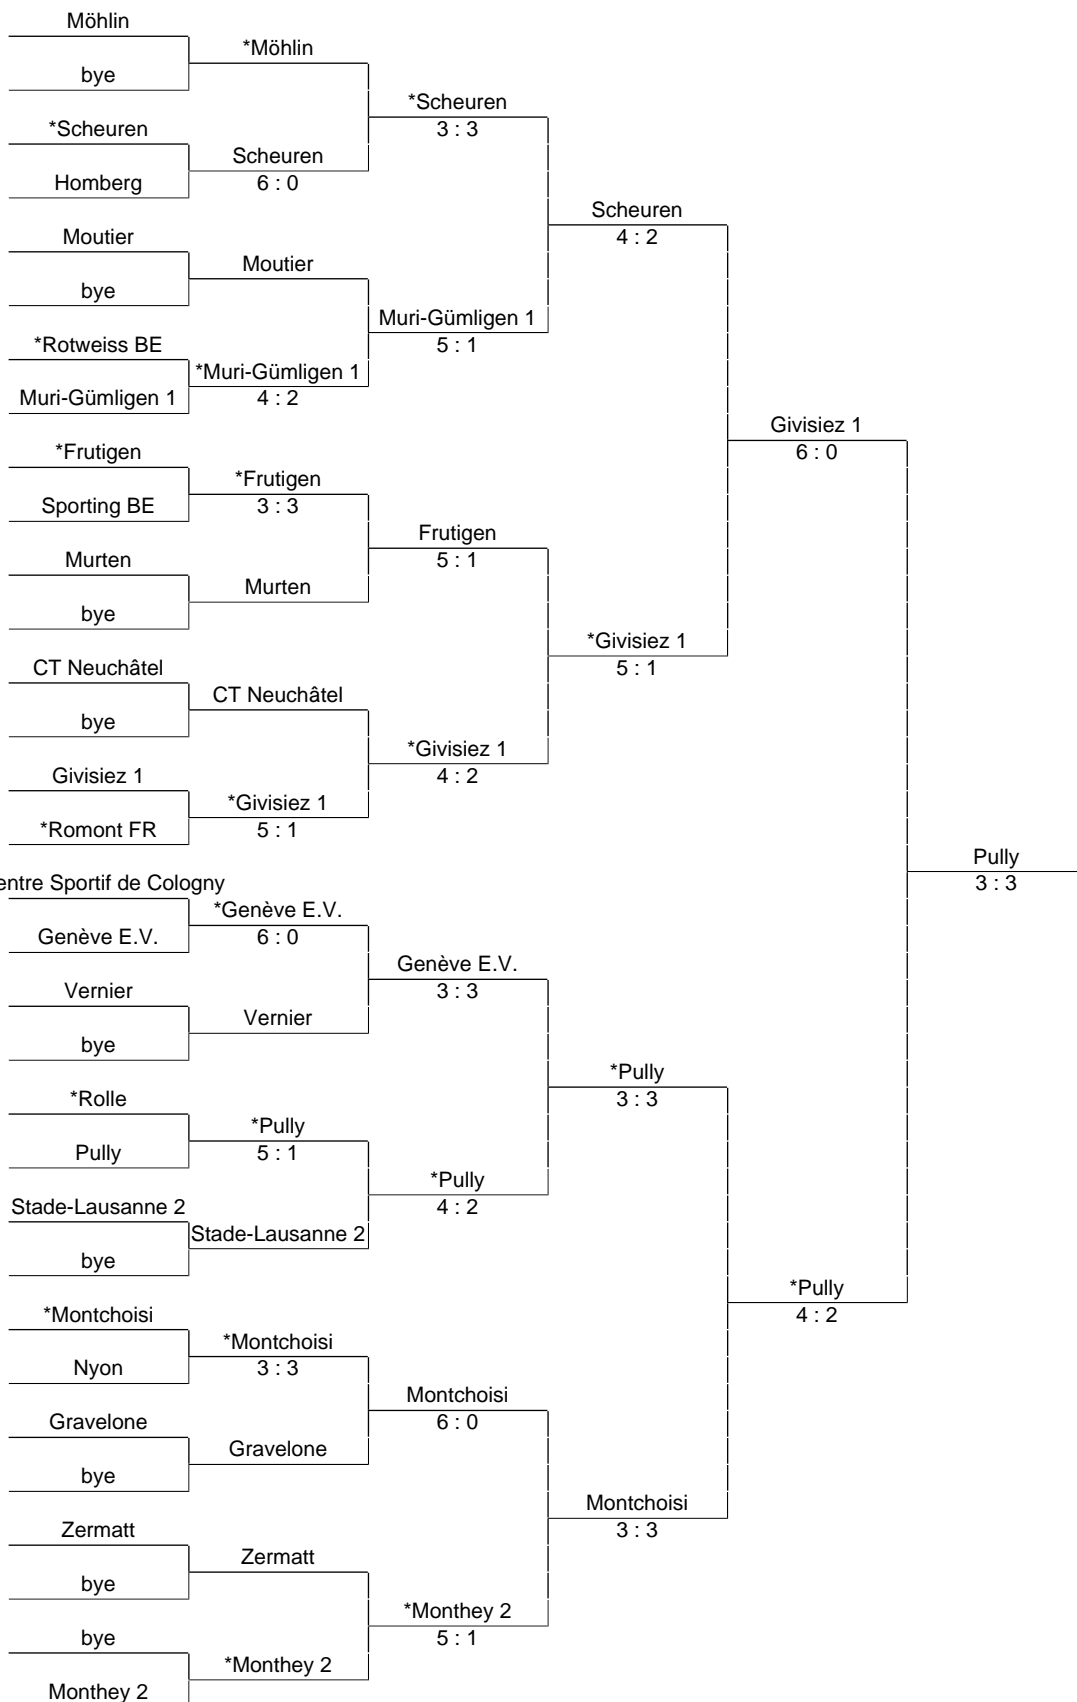 Möhlin
*Möhlin
bye
*Scheuren
3 : 3
*Scheuren
Scheuren
6 : 0
Homberg
Scheuren
4 : 2
Moutier
Moutier
bye
Muri-Gümligen 1
5 : 1
*Rotweiss BE
*Muri-Gümligen 1
4 : 2
Muri-Gümligen 1
Givisiez 1
6 : 0
*Frutigen
*Frutigen
3 : 3
Sporting BE
Frutigen
5 : 1
Murten
Murten
bye
*Givisiez 1
5 : 1
CT Neuchâtel
CT Neuchâtel
bye
*Givisiez 1
4 : 2
Givisiez 1
*Givisiez 1
5 : 1
*Romont FR
Pully
3 : 3
entre Sportif de Cologny
*Genève E.V.
6 : 0
Genève E.V.
Genève E.V.
3 : 3
Vernier
Vernier
bye
*Pully
3 : 3
*Rolle
*Pully
5 : 1
Pully
*Pully
4 : 2
Stade-Lausanne 2
Stade-Lausanne 2
bye
*Pully
4 : 2
*Montchoisi
*Montchoisi
3 : 3
Nyon
Montchoisi
6 : 0
Gravelone
Gravelone
bye
Montchoisi
3 : 3
Zermatt
Zermatt
bye
*Monthey 2
5 : 1
bye
*Monthey 2
Monthey 2